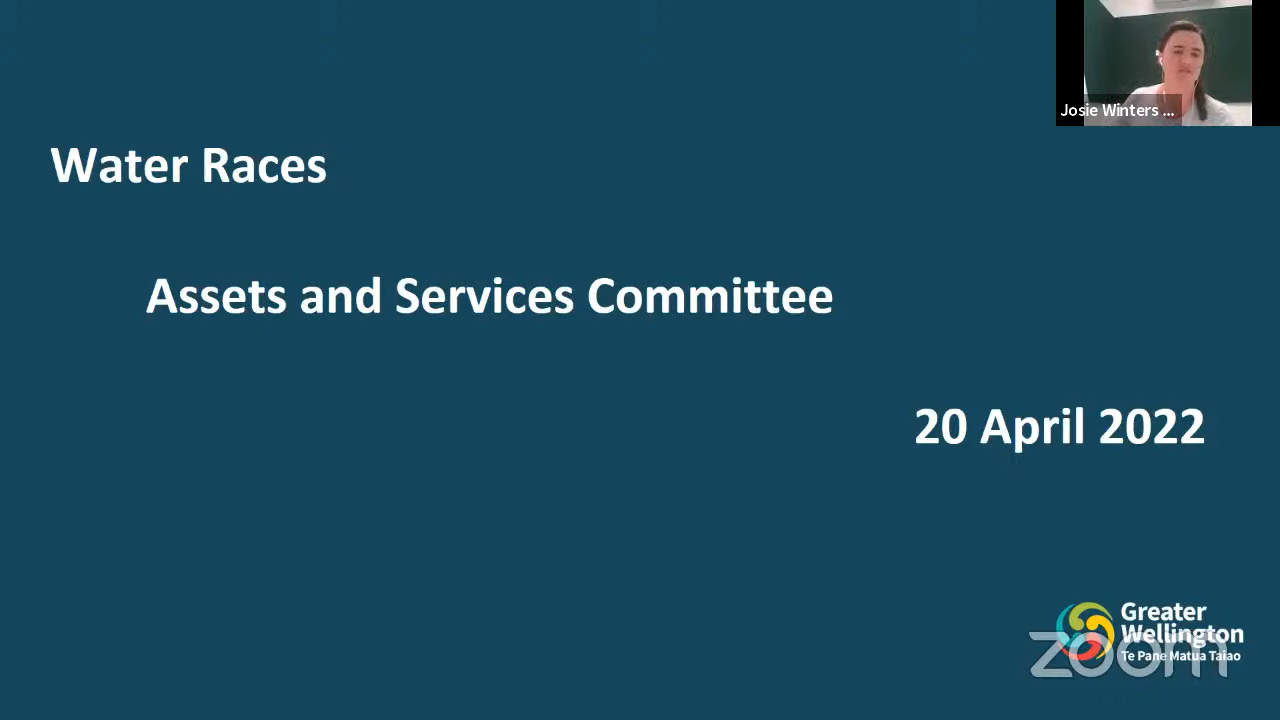 Josie Winters ...
Water Races
Assets and Services Committee
20 April 2022
Greater
Wellington
Te Pane Matua Taiao
zoom